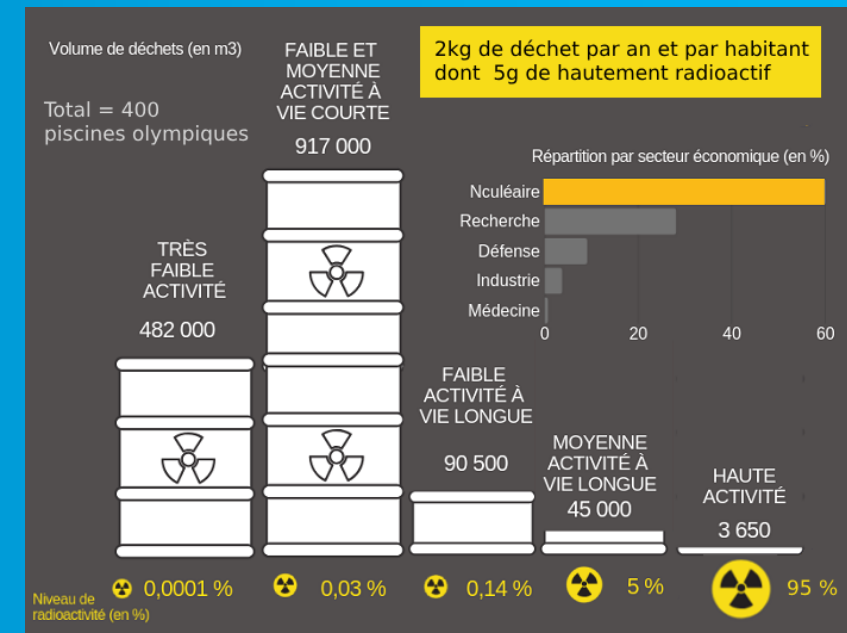 Volume de déchets (en m3)
Total = 400
piscines olympiques
FAIBLE ET
MOYENNE
ACTIVITÉ À
VIE COURTE
917 000
2kg de déchet par an et par habitant
dont 5g de hautement radioactif
Répartition par secteur économique (en %)
Nculéaire
Recherche
Défense
Industrie
Médecine
0 20 40 60
TRÈS
FAIBLE
ACTIVITÉ
482 000
FAIBLE
ACTIVITÉ À
VIE LONGUE
90 500
MOYENNE
ACTIVITÉ À
VIE LONGUE
45 000
HAUTE
ACTIVITÉ
3 650
Niveau de
radioactivité (en %)
0,0001 % 0,03 % 0,14 % 5 % 95 %